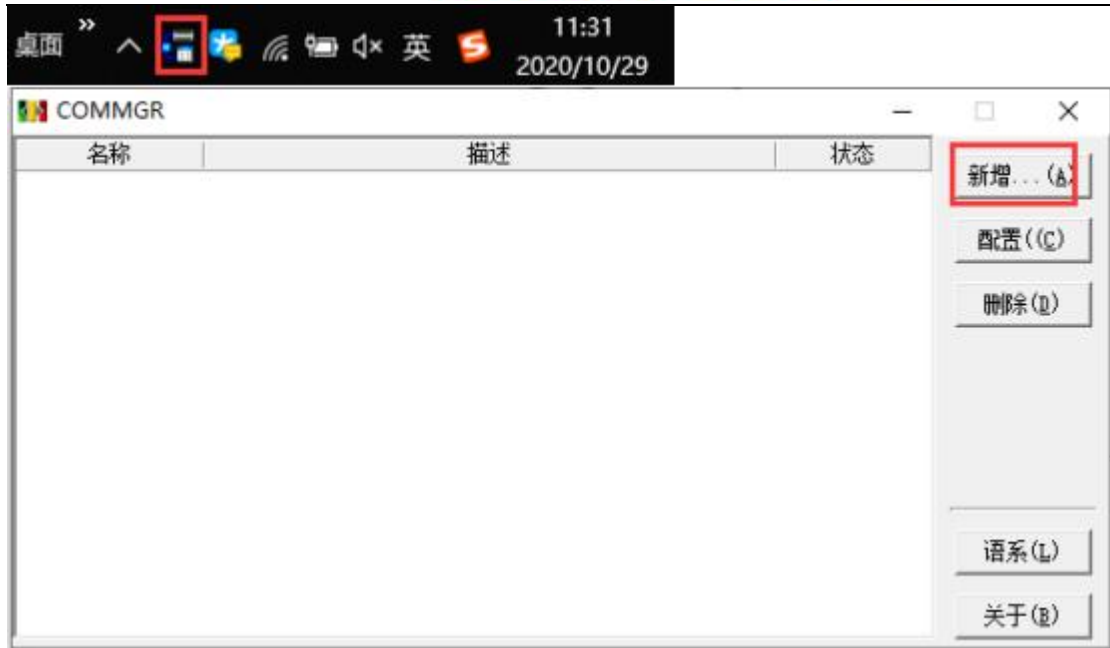 桌面 » 英 11:31
2020/10/29
COMMGR
名称 描述 状态
新增...(A)
配置((C)
删除(D)
语系(L)
关于(B)